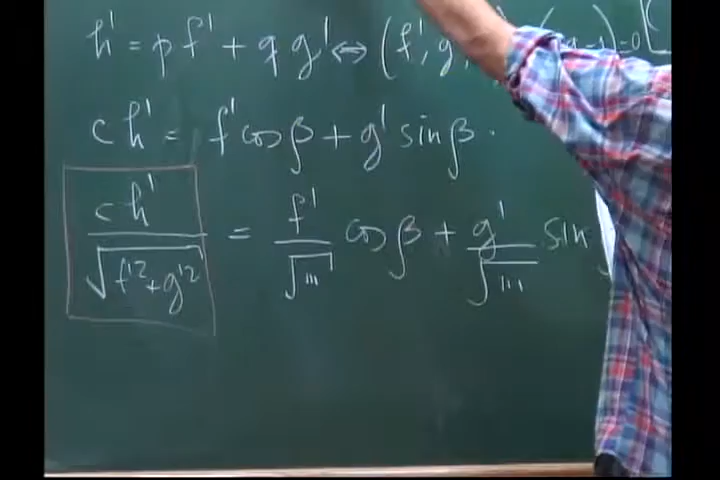 h' = p f' + q g' ⇔ (f', g'
c h' = f' cos β + g' sin β .
c h' / √(f'² + g'²) = f' / √''' cos β + g' / √''' sin